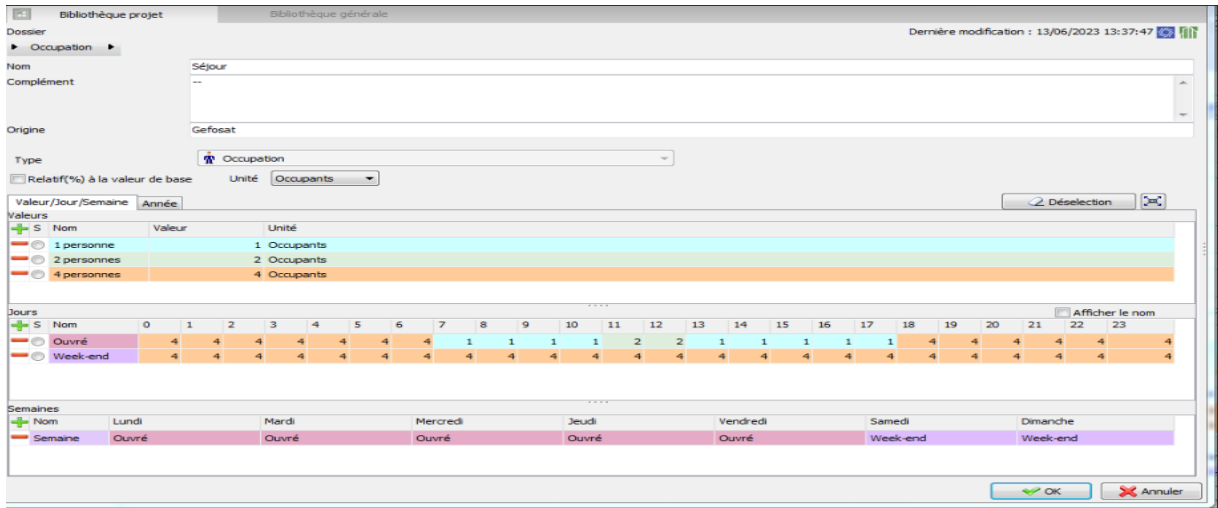 Bibliothèque projet Bibliothèque générale
Dossier Dernière modification : 13/06/2023 13:37:47
Occupation
Nom Séjour
Complément --
Origine Gefosat
Type Occupation
Relatif(%) à la valeur de base Unité Occupants
Valeur/Jour/Semaine Année Déselection
Valeurs
S Nom Valeur Unité
1 personne 1 Occupants
2 personnes 2 Occupants
4 personnes 4 Occupants
Jours Afficher le nom
S Nom 0 1 2 3 4 5 6 7 8 9 10 11 12 13 14 15 16 17 18 19 20 21 22 23
Ouvré 4 4 4 4 4 4 4 1 1 1 1 2 2 1 1 1 1 1 4 4 4 4 4 4
Week-end 4 4 4 4 4 4 4 4 4 4 4 4 4 4 4 4 4 4 4 4 4 4 4 4
Semaines
Nom Lundi Mardi Mercredi Jeudi Vendredi Samedi Dimanche
Semaine Ouvré Ouvré Ouvré Ouvré Ouvré Week-end Week-end
OK Annuler